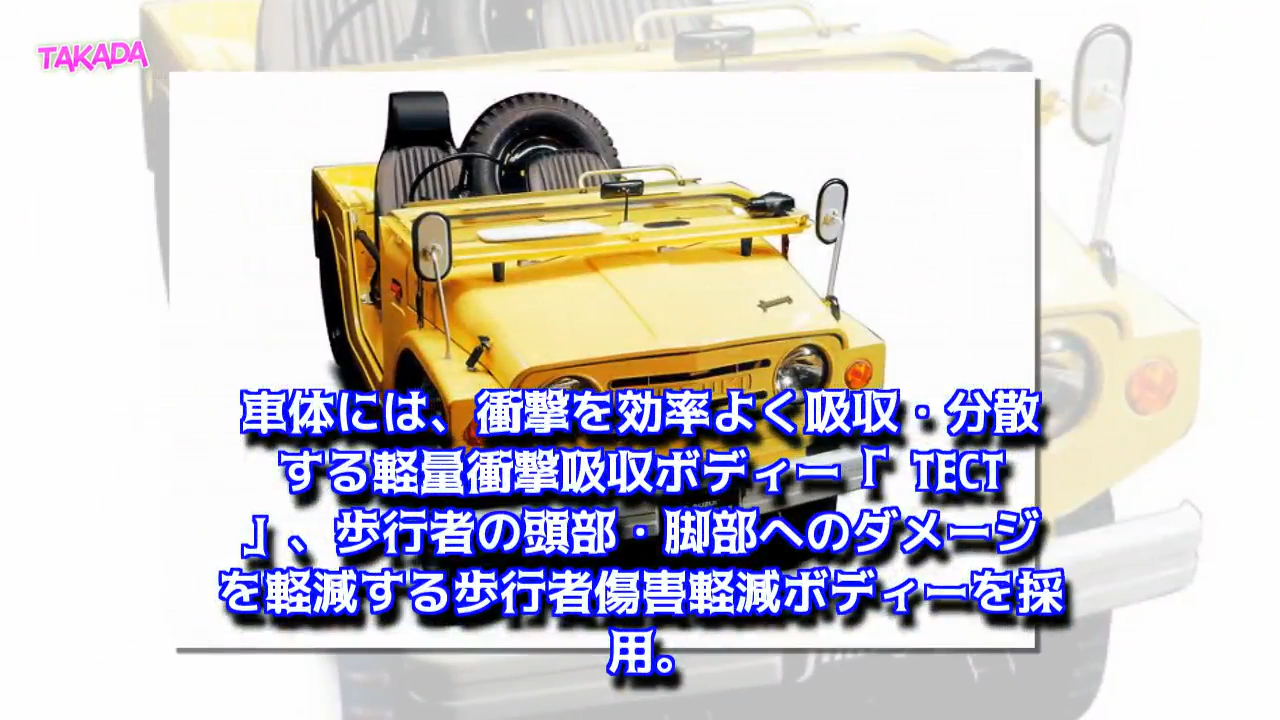 TAKADA
車体には、衝撃を効率よく吸収・分散
する軽量衝撃吸収ボディー「 TECT
」、歩行者の頭部・脚部へのダメージ
を軽減する歩行者傷害軽減ボディーを採
用。